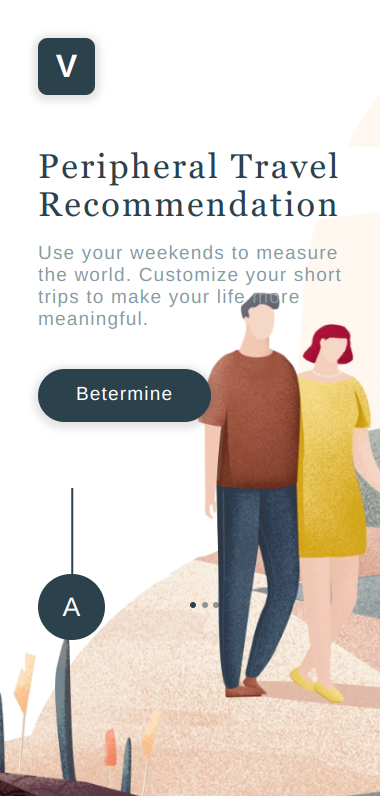 V
Peripheral Travel
Recommendation
Use your weekends to measure
the world. Customize your short
trips to make your life more
meaningful.
Betermine
A